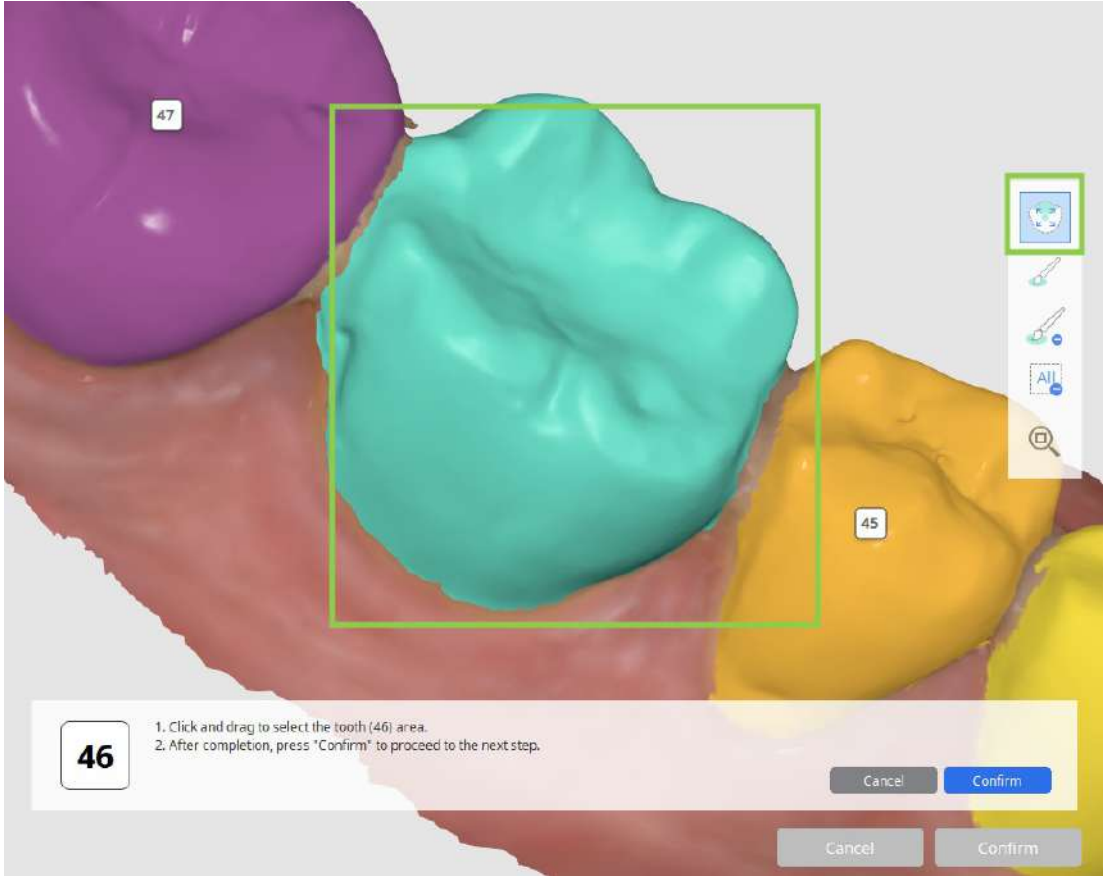 47
All
45
46
1. Click and drag to select the tooth (46) area.
2. After completion, press "Confirm" to proceed to the next step.
Cancel
Confirm
Cancel
Confirm